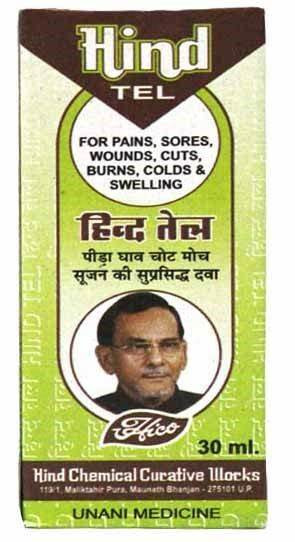 Hind
TEL
FOR PAINS, SORES,
WOUNDS, CUTS,
BURNS, COLDS &
SWELLING
हिन्द तेल
पीड़ा घाव चोट मोच
सूजन की सुप्रसिद्ध दवा
Hico
30 ml.
Hind Chemical Curative Works
119/1, Maliktahir Pura, Maunath Bhanjan - 275101 U.P.
UNANI MEDICINE